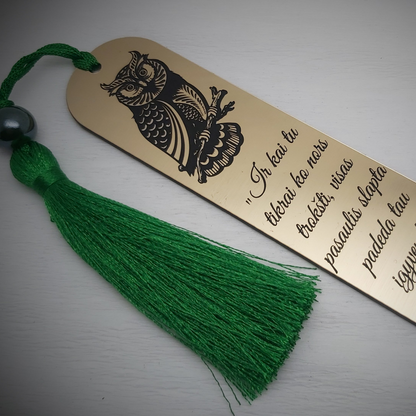 "Ir kai tu
tikrai ko nors
trokšti, visas
pasaulis slapta
padeda tau